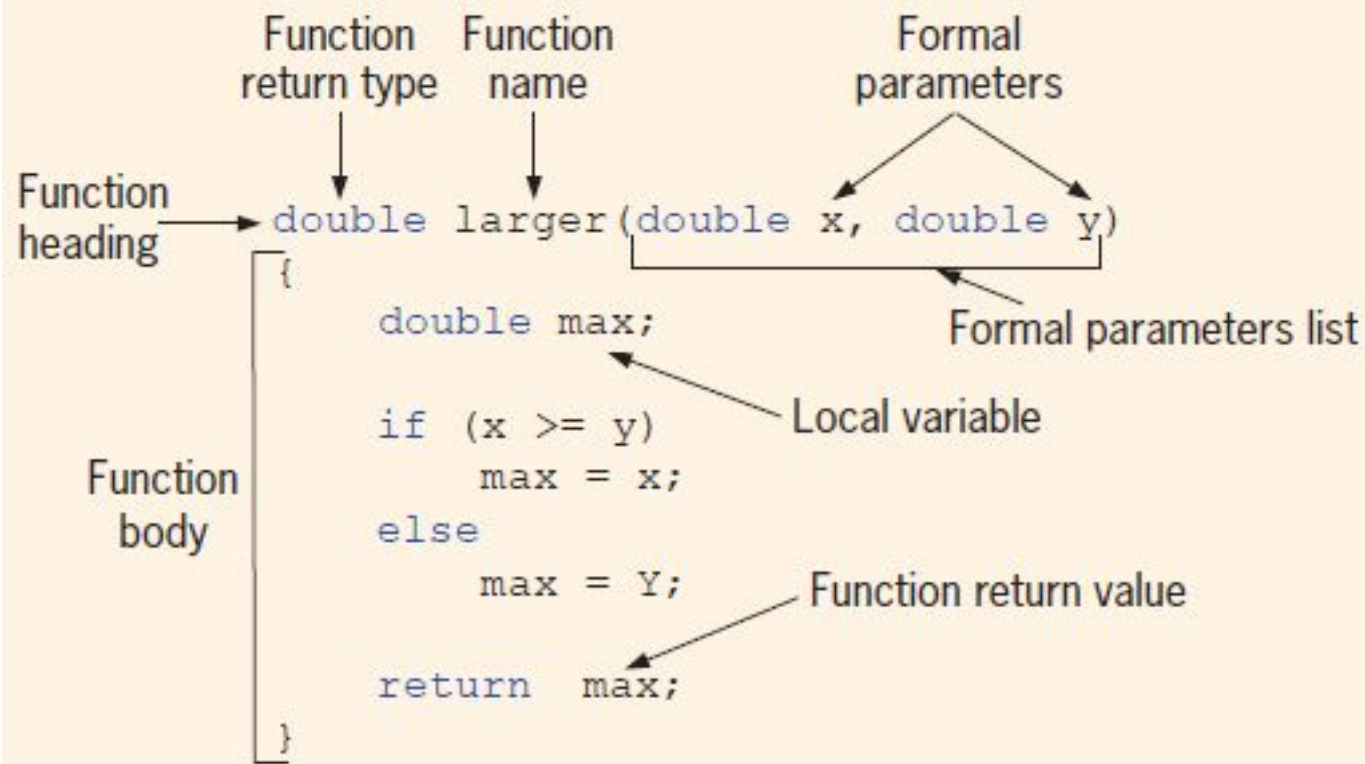 Function Function Formal
return type name parameters
Function
heading
double larger(double x, double y)
{
double max;
Formal parameters list
if (x >= y)
Local variable
max = x;
Function
body
else
max = Y;
Function return value
return max;
}